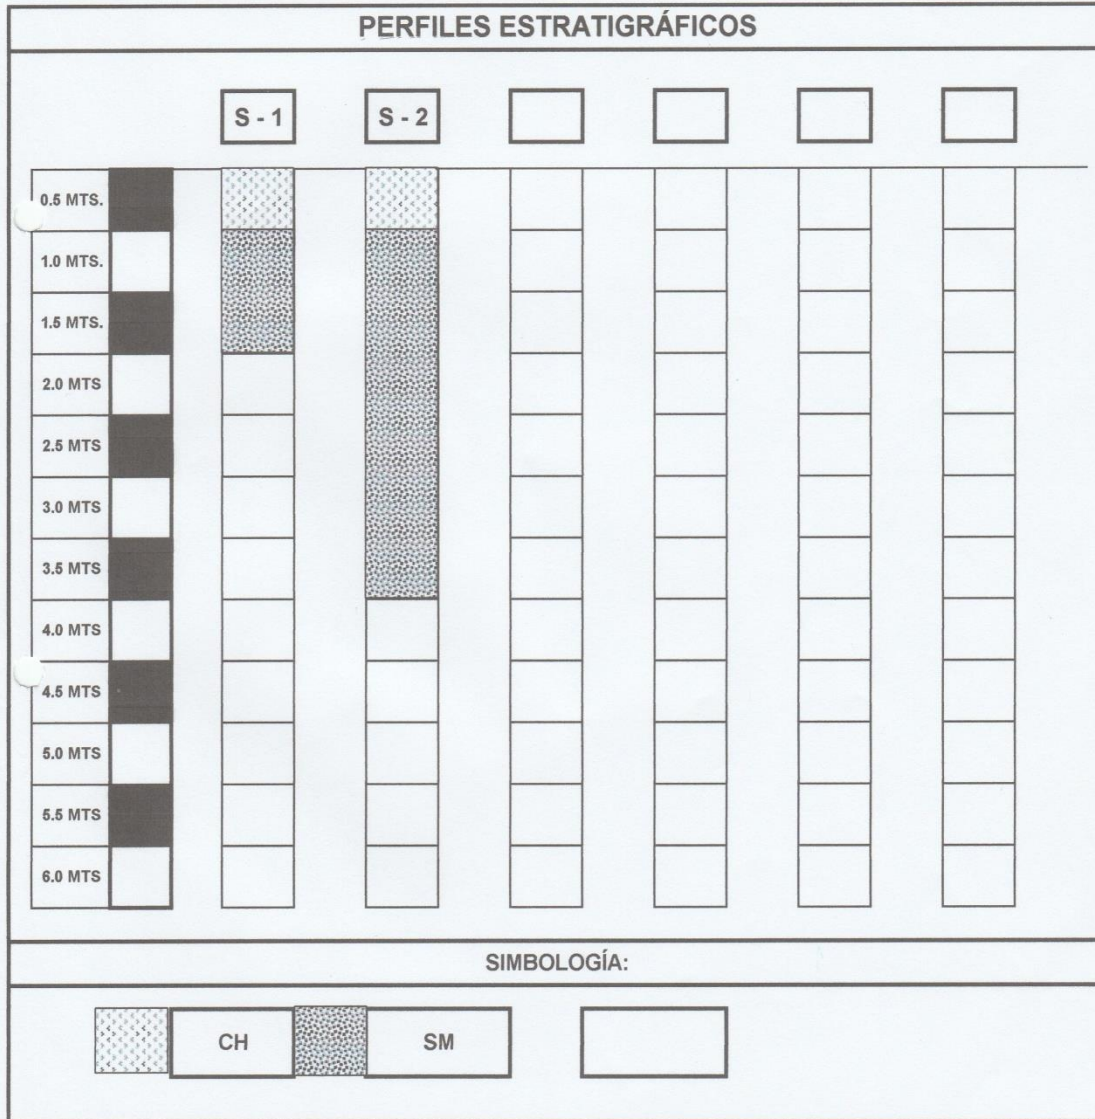 PERFILES ESTRATIGRÁFICOS
S - 1 S - 2
0.5 MTS.
1.0 MTS.
1.5 MTS.
2.0 MTS
2.5 MTS
3.0 MTS
3.5 MTS
4.0 MTS
4.5 MTS
5.0 MTS
5.5 MTS
6.0 MTS
SIMBOLOGÍA:
CH SM